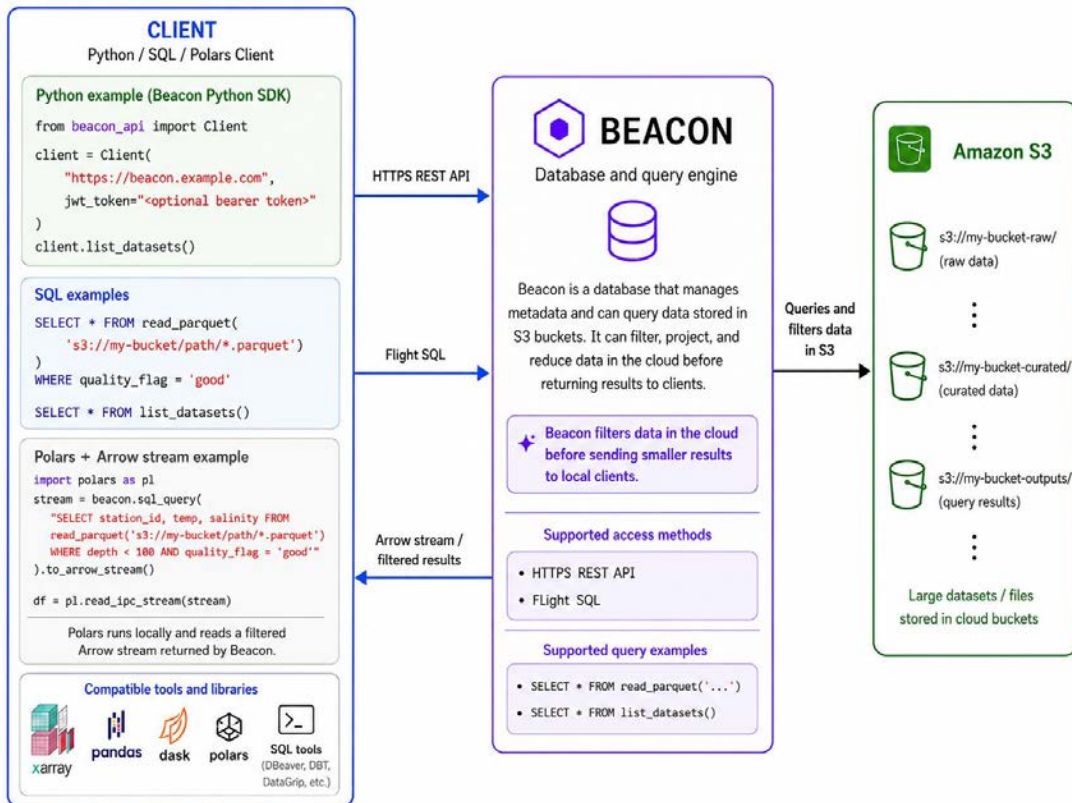 CLIENT
Python / SQL / Polars Client
Python example (Beacon Python SDK)
from beacon_api import Client
client = Client(
"https://beacon.example.com",
jwt_token="<optional bearer token>"
)
client.list_datasets()
SQL examples
SELECT * FROM read_parquet(
's3://my-bucket/path/*.parquet')
)
WHERE quality_flag = 'good'
SELECT * FROM list_datasets()
Polars + Arrow stream example
import polars as pl
stream = beacon.sql_query(
"SELECT station_id, temp, salinity FROM
read_parquet('s3://my-bucket/path/*.parquet')
WHERE depth < 100 AND quality_flag = 'good'"
).to_arrow_stream()
df = pl.read_ipc_stream(stream)
Polars runs locally and reads a filtered
Arrow stream returned by Beacon.
Compatible tools and libraries
xarray
pandas
dask
polars
SQL tools
(DBeaver, DBT,
DataGrip, etc.)
HTTPS REST API
Flight SQL
Arrow stream /
filtered results
BEACON
Database and query engine
Beacon is a database that manages
metadata and can query data stored in
S3 buckets. It can filter, project, and
reduce data in the cloud before
returning results to clients.
Beacon filters data in the cloud
before sending smaller results
to local clients.
Supported access methods
• HTTPS REST API
• FLight SQL
Supported query examples
• SELECT * FROM read_parquet('...')
• SELECT * FROM list_datasets()
Queries and
filters data
in S3
Amazon S3
s3://my-bucket-raw/
(raw data)
s3://my-bucket-curated/
(curated data)
s3://my-bucket-outputs/
(query results)
Large datasets / files
stored in cloud buckets